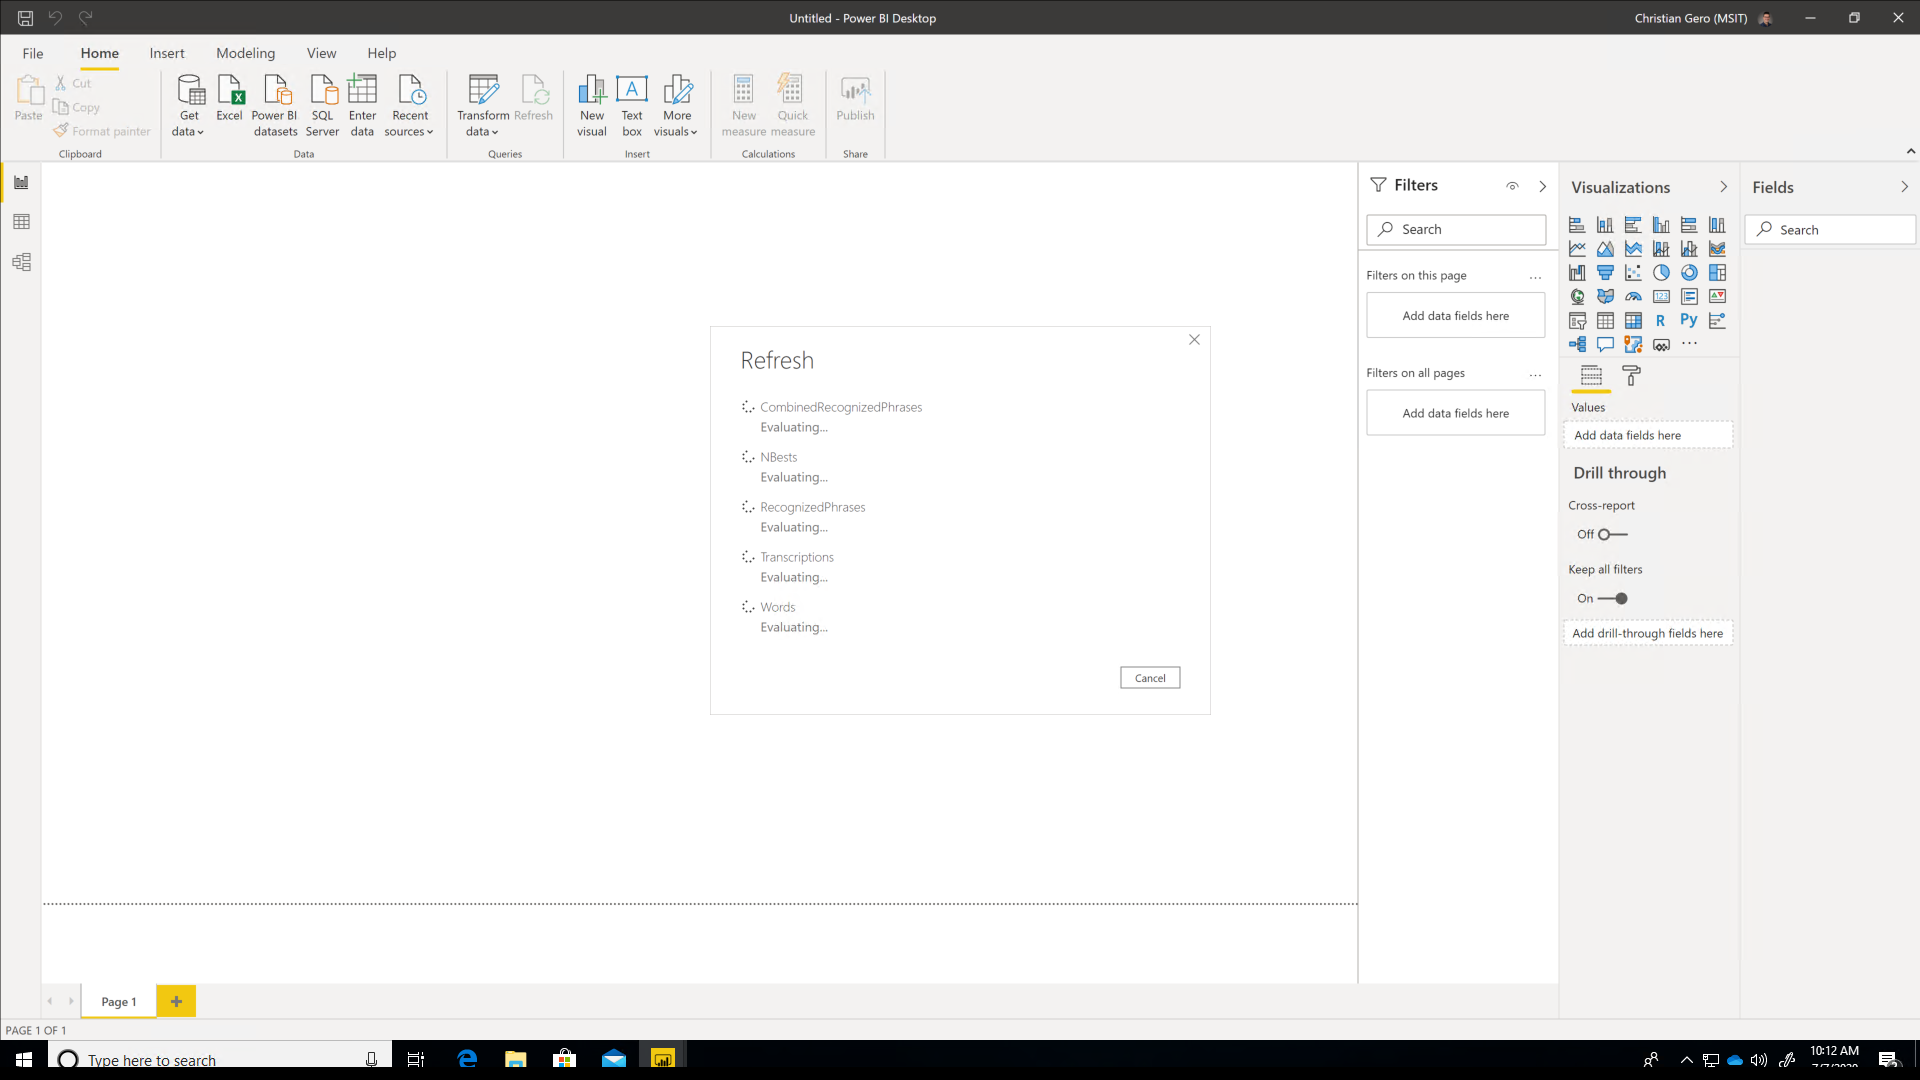 Untitled - Power BI Desktop
Christian Gero (MSIT)
File
Home
Insert
Modeling
View
Help
Paste
Cut
Copy
Format painter
Clipboard
Get data
Excel
Power BI datasets
SQL Server
Enter data
Recent sources
Data
Transform data
Refresh
Queries
New visual
Text box
More visuals
Insert
New measure
Quick measure
Calculations
Publish
Share
Filters
Search
Filters on this page
...
Add data fields here
Filters on all pages
...
Add data fields here
Visualizations
R
Py
...
Values
Add data fields here
Drill through
Cross-report
Off
Keep all filters
On
Add drill-through fields here
Fields
Search
Refresh
CombinedRecognizedPhrases
Evaluating...
NBests
Evaluating...
RecognizedPhrases
Evaluating...
Transcriptions
Evaluating...
Words
Evaluating...
Cancel
Page 1
PAGE 1 OF 1
Type here to search
10:12 AM